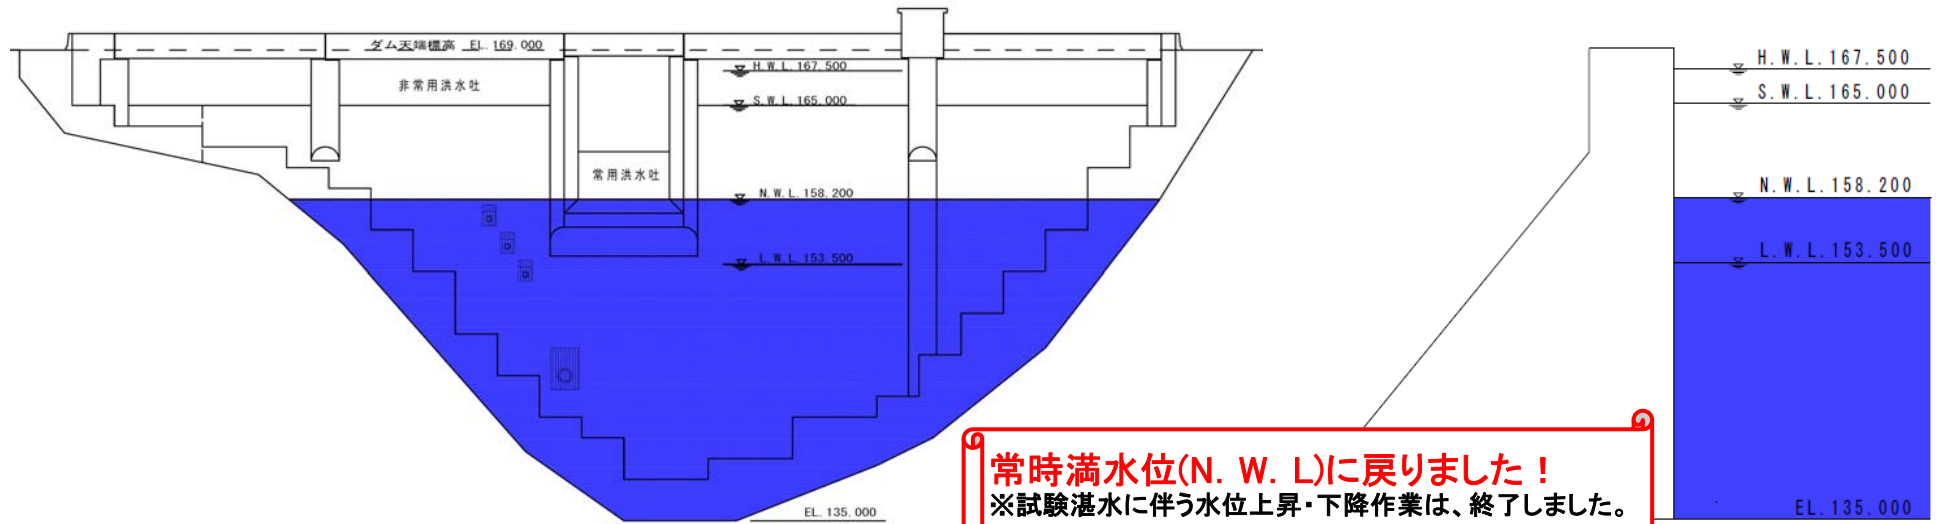 ダム天端標高 EL.169.000
H.W.L.167.500
非常用洪水吐
S.W.L.165.000
常用洪水吐
N.W.L.158.200
L.W.L.153.500
EL.135.000
H.W.L.167.500
S.W.L.165.000
N.W.L.158.200
L.W.L.153.500
EL.135.000
常時満水位(N.W.L)に戻りました！
※試験湛水に伴う水位上昇・下降作業は、終了しました。